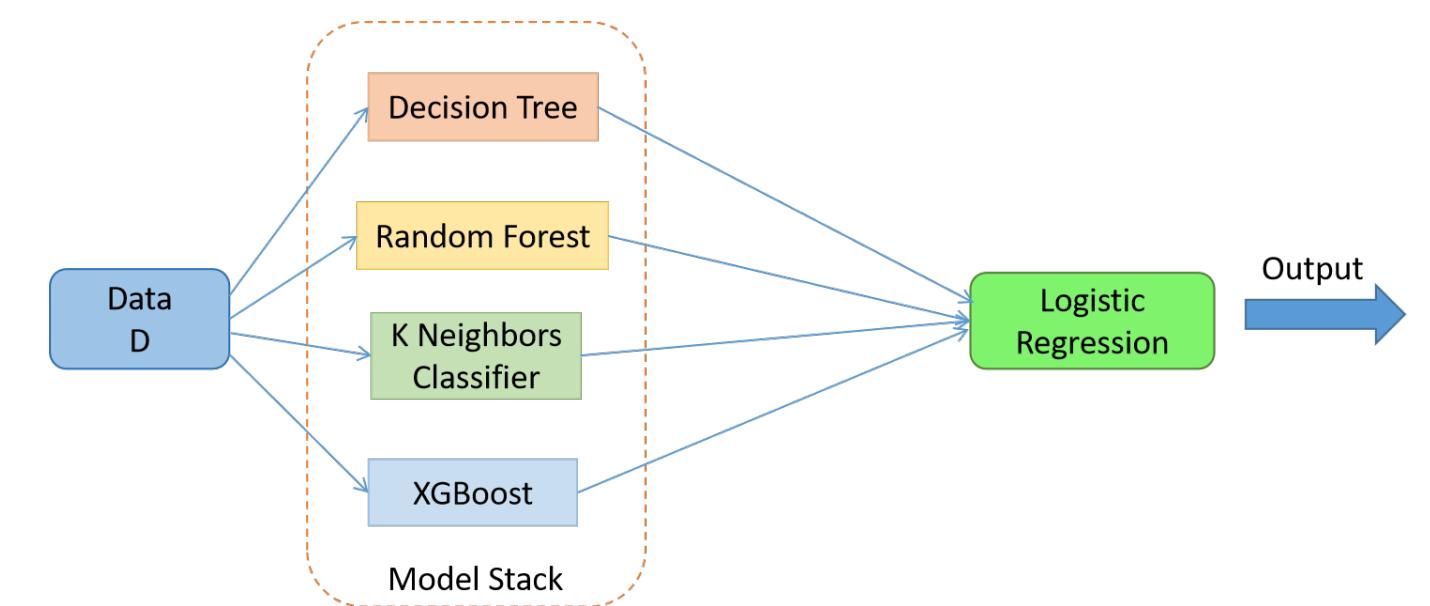 Data
D
Decision Tree
Random Forest
K Neighbors
Classifier
XGBoost
Model Stack
Logistic
Regression
Output